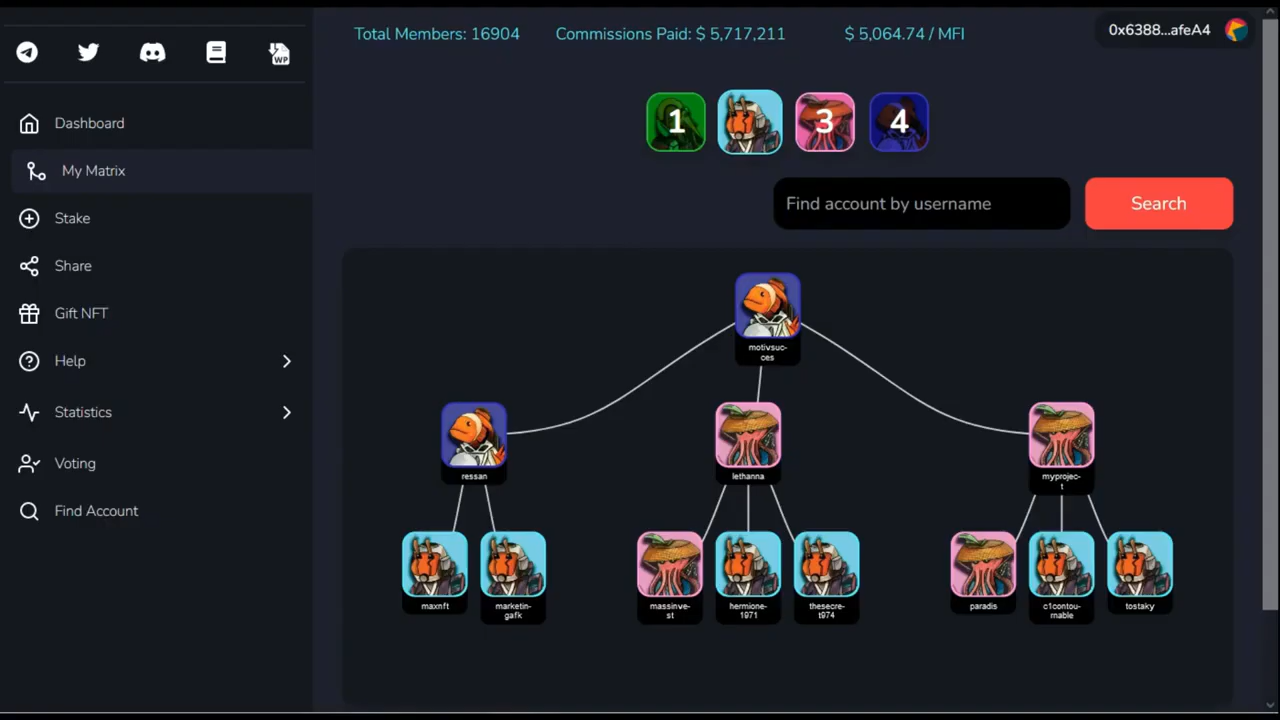 Total Members: 16904 Commissions Paid: $ 5,717,211 $ 5,064.74 / MFI
0x6388...afeA4
WP
Dashboard
My Matrix
Stake
Share
Gift NFT
Help
Statistics
Voting
Find Account
1 3 4
Find account by username
Search
motivsuc-
ces
ressan
lethanna
myprojec-
t
maxnft
marketin-
gafk
massinve-
st
hermione-
1971
thesecre-
t974
paradis
c1contou-
rnable
tostaky